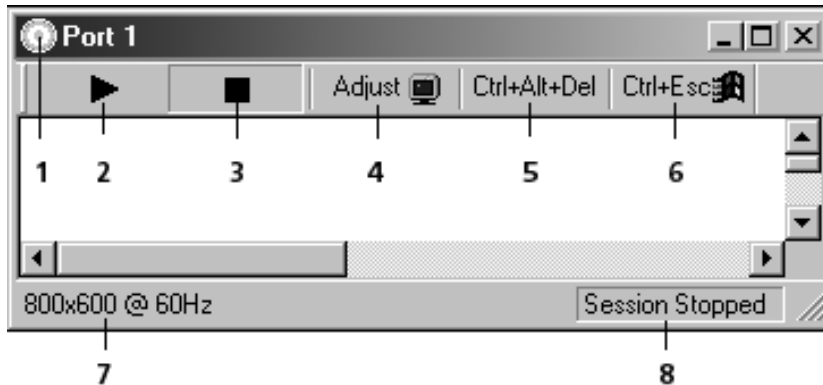 Port 1
Adjust Ctrl+Alt+Del Ctrl+Esc
1 2 3 4 5 6
800x600 @ 60Hz Session Stopped
7 8